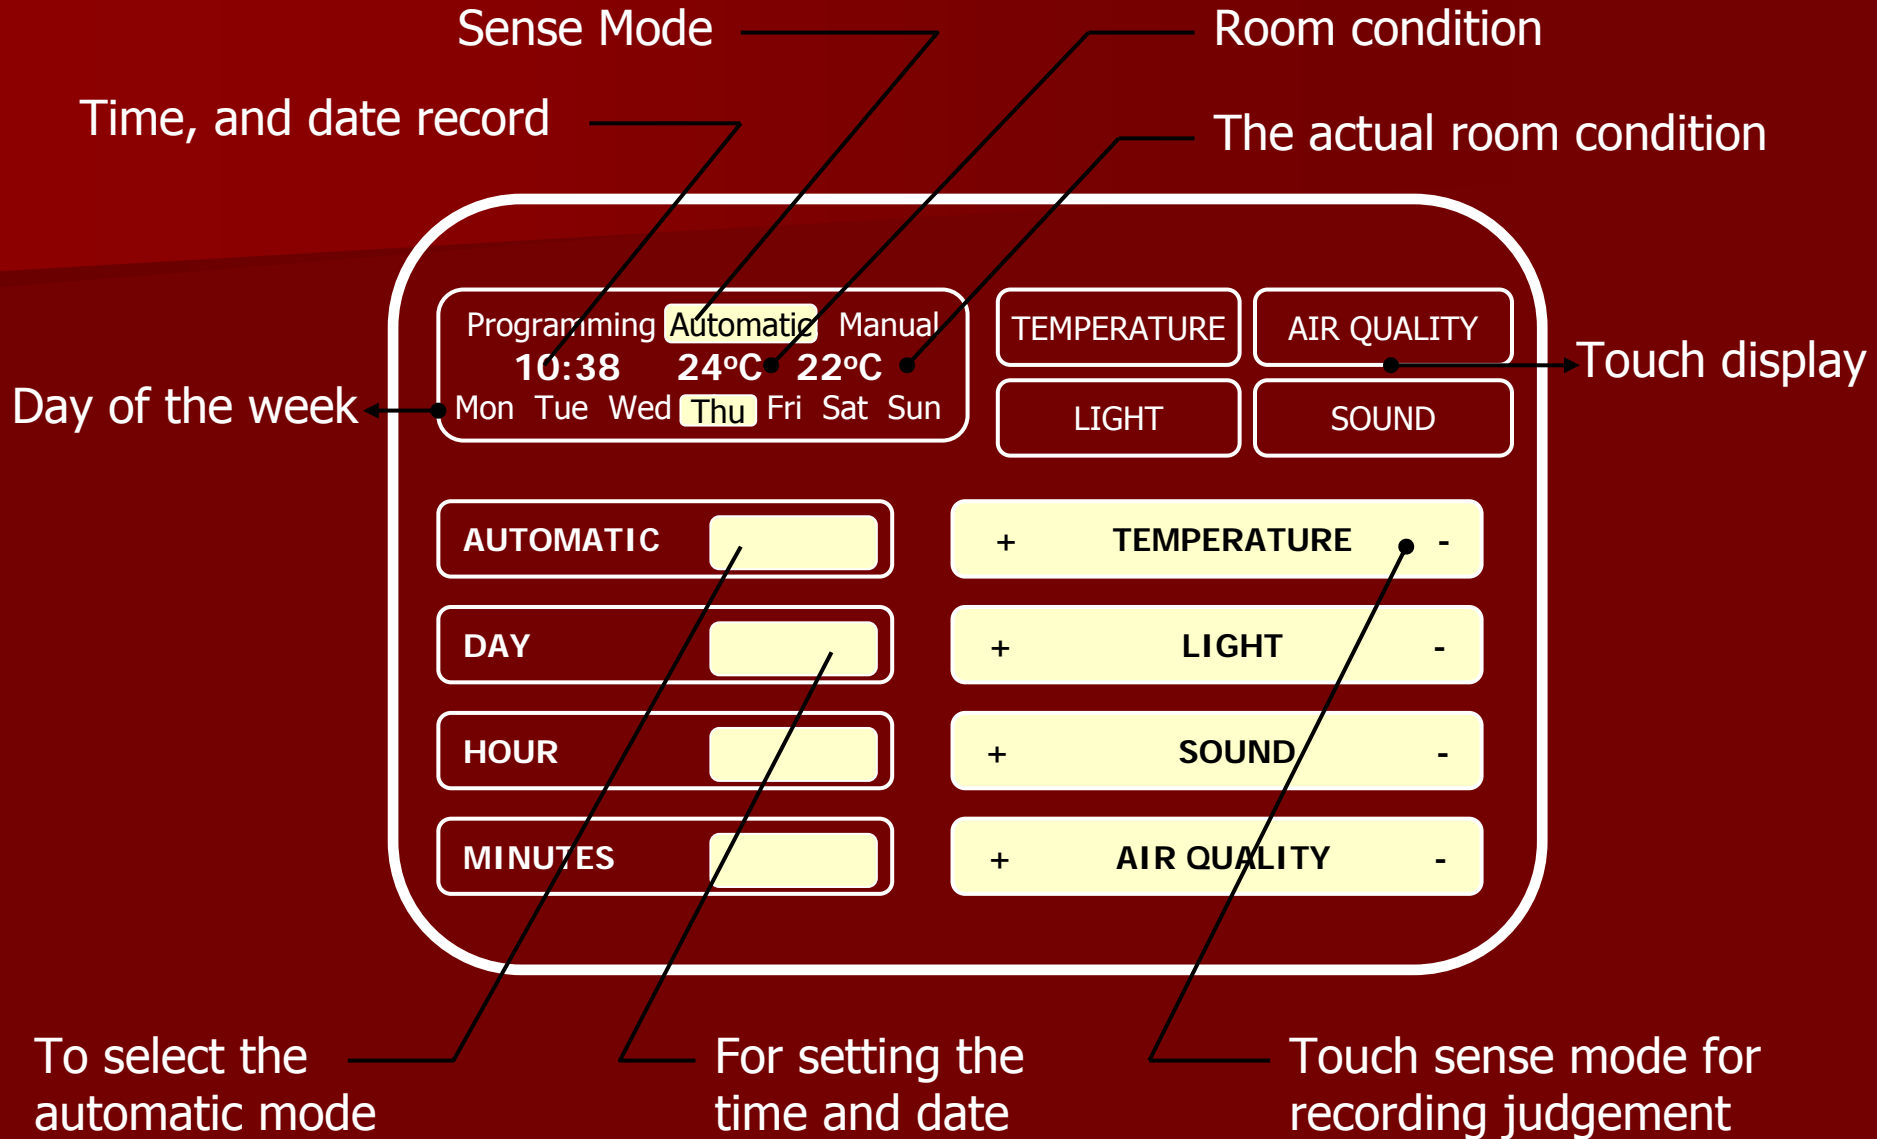 Sense Mode
Room condition
Time, and date record
The actual room condition
Programming Automatic Manual
10:38 24ºC 22ºC
Mon Tue Wed Thu Fri Sat Sun
TEMPERATURE
AIR QUALITY
LIGHT
SOUND
Touch display
Day of the week
AUTOMATIC
+ TEMPERATURE -
DAY
+ LIGHT -
HOUR
+ SOUND -
MINUTES
+ AIR QUALITY -
To select the
automatic mode
For setting the
time and date
Touch sense mode for
recording judgement